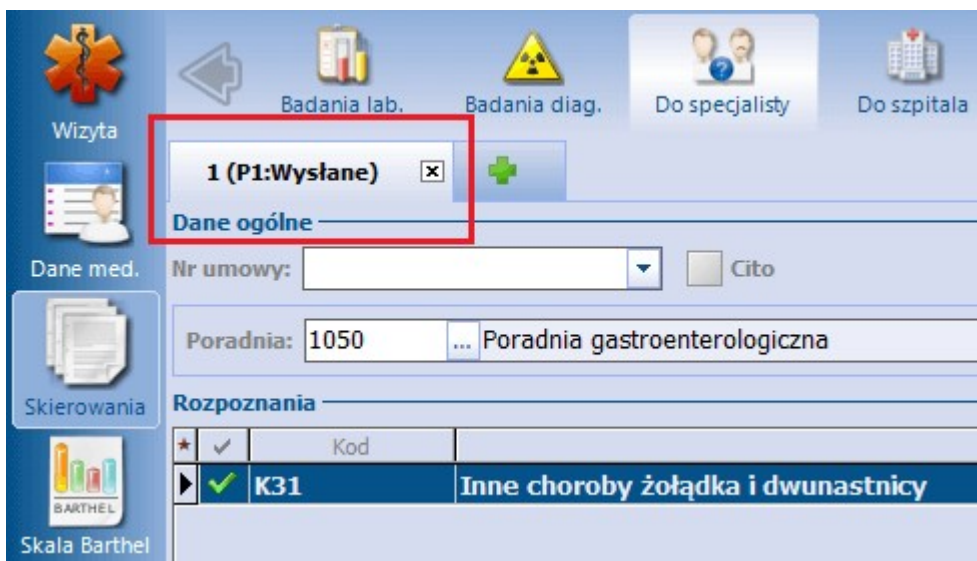 Wizyta
Badania lab.
Badania diag.
Do specjalisty
Do szpitala
1 (P1:Wysłane)
Dane ogólne
Dane med.
Nr umowy:
Cito
Poradnia: 1050 ... Poradnia gastroenterologiczna
Skierowania
Rozpoznania
Kod
K31 Inne choroby żołądka i dwunastnicy
BARTHEL
Skala Barthel